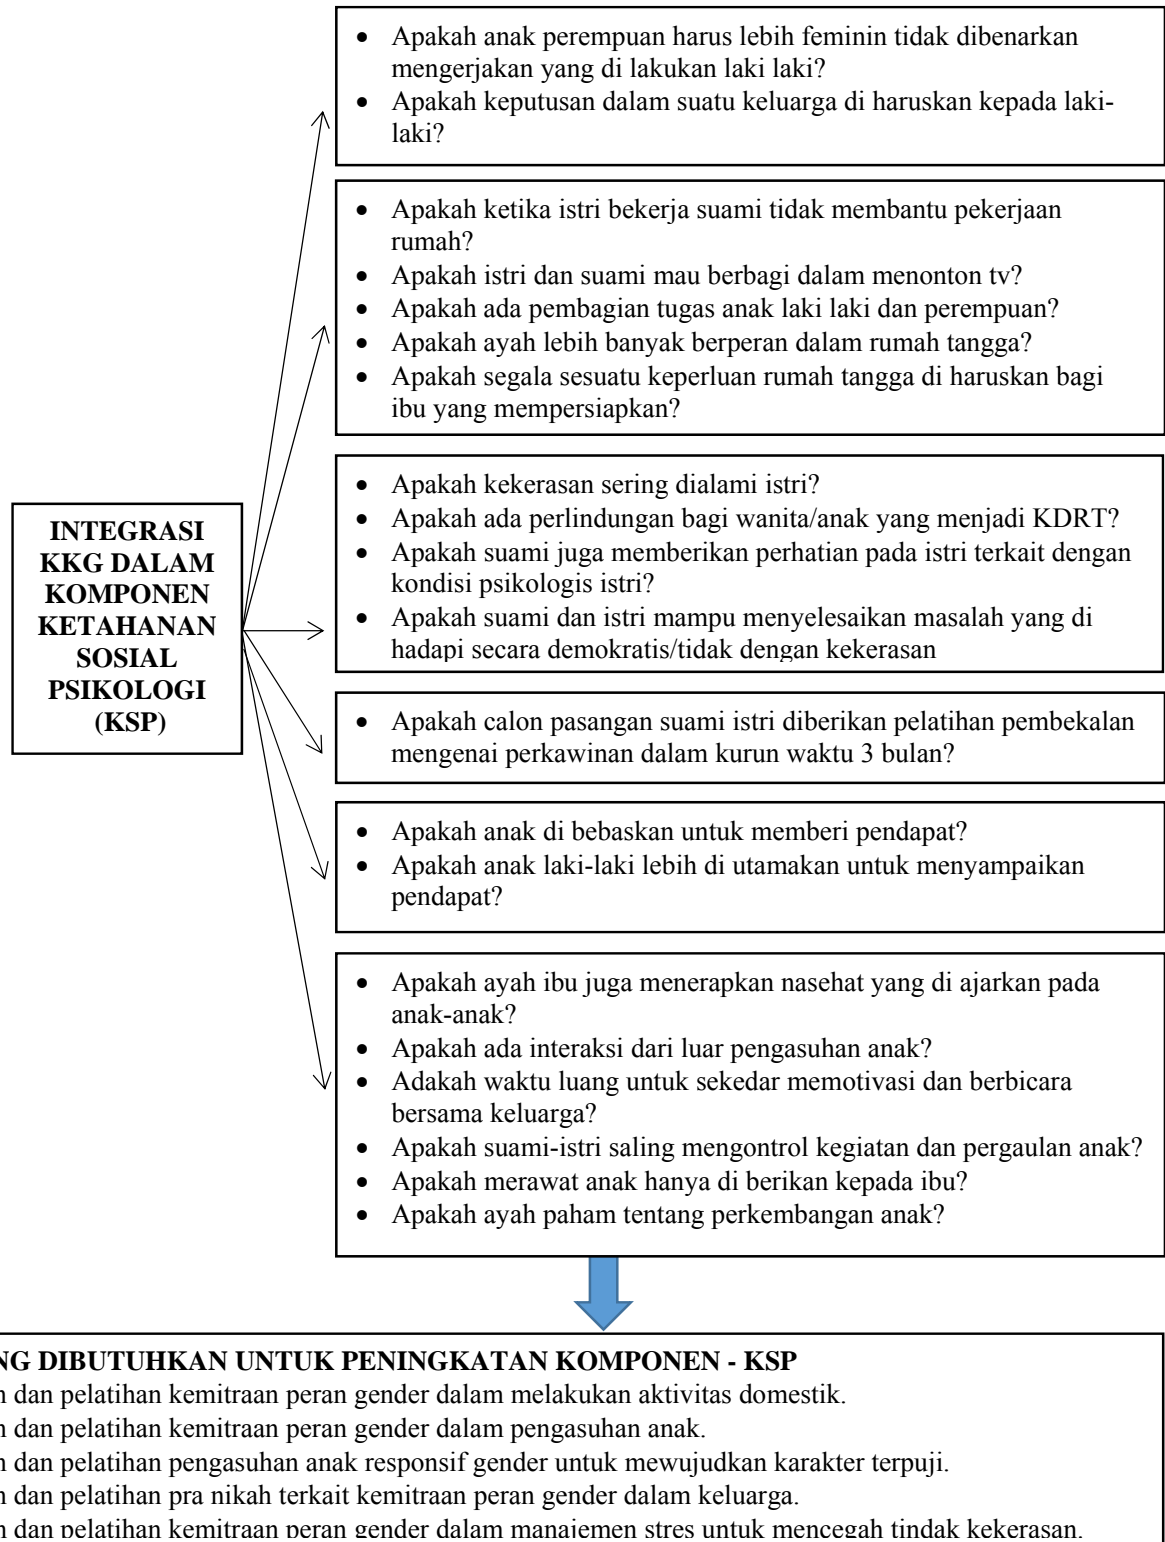 • Apakah anak perempuan harus lebih feminin tidak dibenarkan
mengerjakan yang di lakukan laki laki?
• Apakah keputusan dalam suatu keluarga di haruskan kepada laki-
laki?
• Apakah ketika istri bekerja suami tidak membantu pekerjaan
rumah?
• Apakah istri dan suami mau berbagi dalam menonton tv?
• Apakah ada pembagian tugas anak laki laki dan perempuan?
• Apakah ayah lebih banyak berperan dalam rumah tangga?
• Apakah segala sesuatu keperluan rumah tangga di haruskan bagi
ibu yang mempersiapkan?
INTEGRASI
KKG DALAM
KOMPONEN
KETAHANAN
SOSIAL
PSIKOLOGI
(KSP)
• Apakah kekerasan sering dialami istri?
• Apakah ada perlindungan bagi wanita/anak yang menjadi KDRT?
• Apakah suami juga memberikan perhatian pada istri terkait dengan
kondisi psikologis istri?
• Apakah suami dan istri mampu menyelesaikan masalah yang di
hadapi secara demokratis/tidak dengan kekerasan
• Apakah calon pasangan suami istri diberikan pelatihan pembekalan
mengenai perkawinan dalam kurun waktu 3 bulan?
• Apakah anak di bebaskan untuk memberi pendapat?
• Apakah anak laki-laki lebih di utamakan untuk menyampaikan
pendapat?
• Apakah ayah ibu juga menerapkan nasehat yang di ajarkan pada
anak-anak?
• Apakah ada interaksi dari luar pengasuhan anak?
• Adakah waktu luang untuk sekedar memotivasi dan berbicara
bersama keluarga?
• Apakah suami-istri saling mengontrol kegiatan dan pergaulan anak?
• Apakah merawat anak hanya di berikan kepada ibu?
• Apakah ayah paham tentang perkembangan anak?
DIBUTUHKAN UNTUK PENINGKATAN KOMPONEN - KSP
dan pelatihan kemitraan peran gender dalam melakukan aktivitas domestik.
dan pelatihan kemitraan peran gender dalam pengasuhan anak.
dan pelatihan pengasuhan anak responsif gender untuk mewujudkan karakter terpuji.
dan pelatihan pra nikah terkait kemitraan peran gender dalam keluarga.
dan pelatihan kemitraan peran gender dalam manajemen stres untuk mencegah tindak kekerasan.